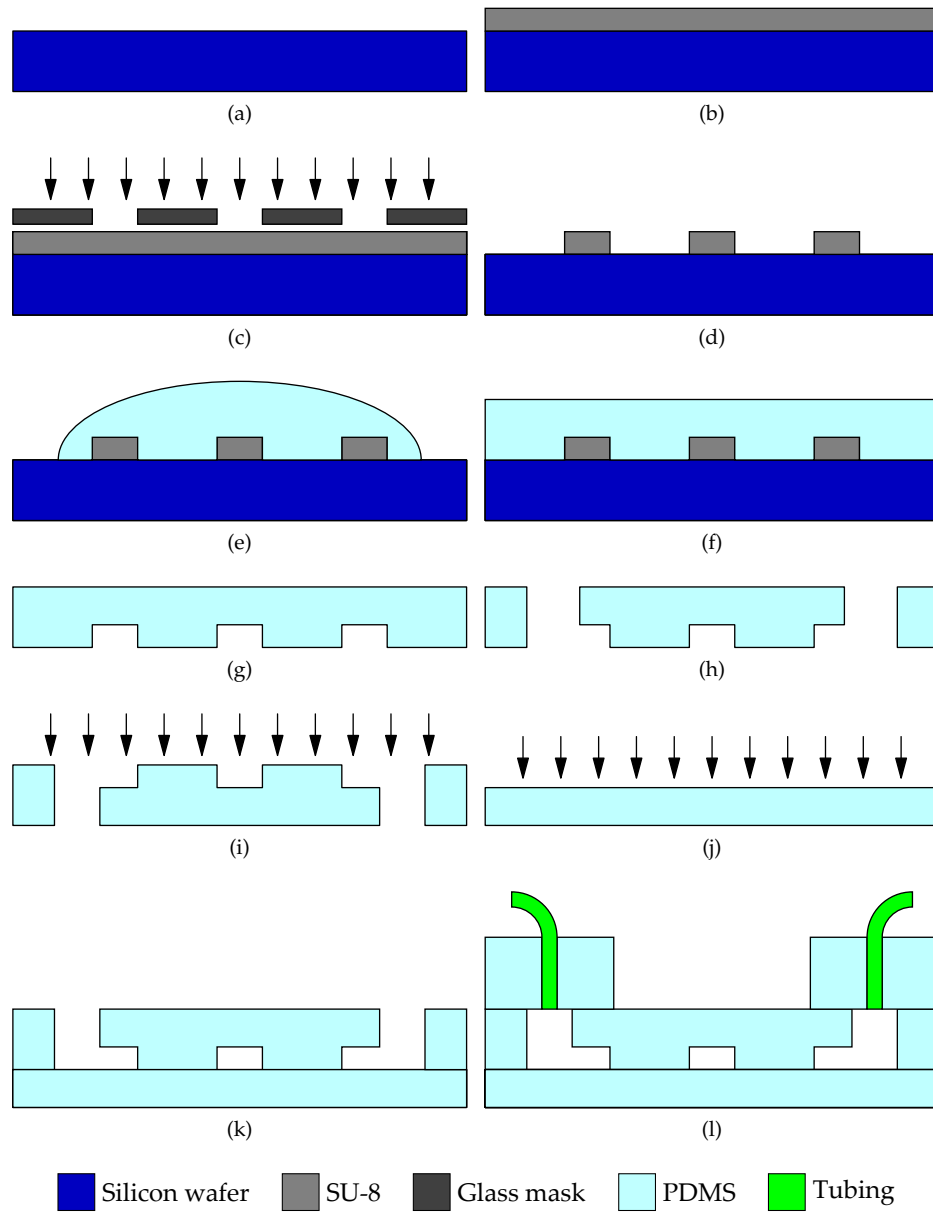 (a)
(b)
(c)
(d)
(e)
(f)
(g)
(h)
(i)
(j)
(k)
(l)
Silicon wafer SU-8 Glass mask PDMS Tubing